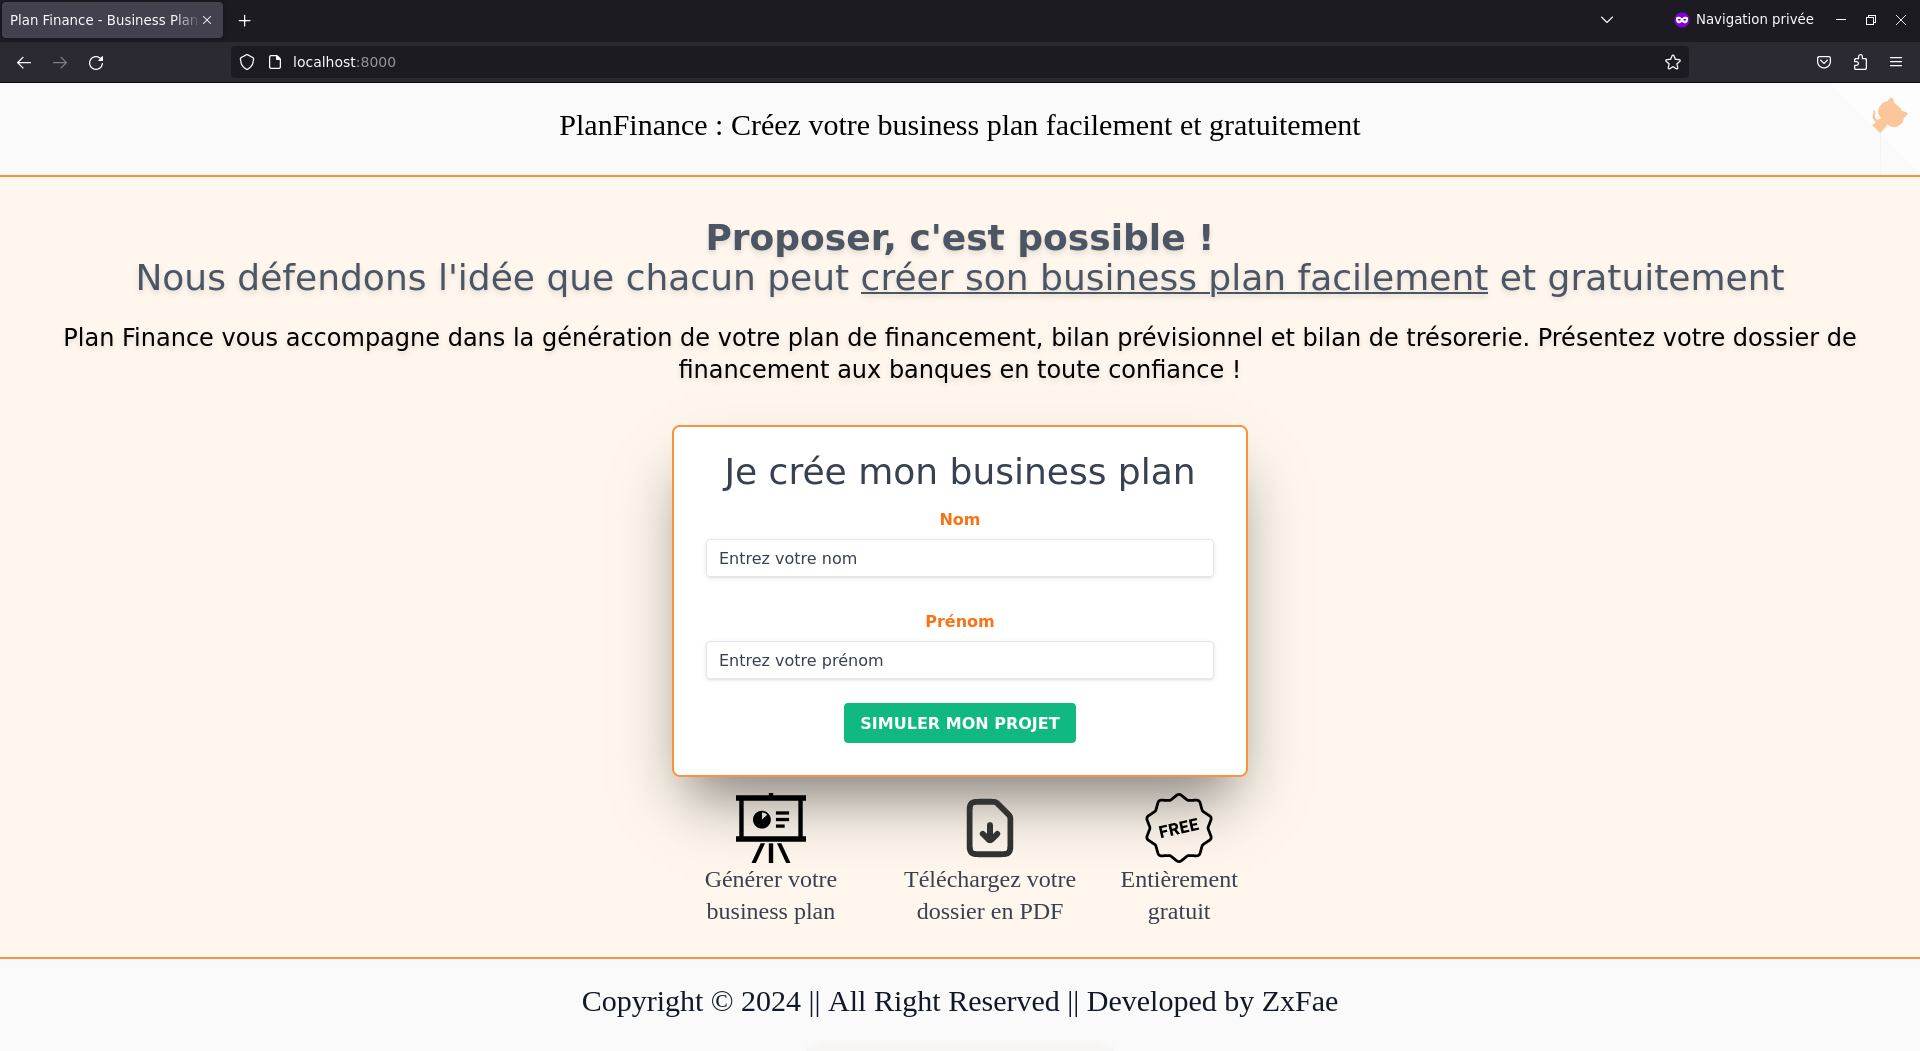 Plan Finance - Business Plan
Navigation privée
localhost:8000
PlanFinance : Créez votre business plan facilement et gratuitement
Proposer, c'est possible !
Nous défendons l'idée que chacun peut créer son business plan facilement et gratuitement
Plan Finance vous accompagne dans la génération de votre plan de financement, bilan prévisionnel et bilan de trésorerie. Présentez votre dossier de
financement aux banques en toute confiance !
Je crée mon business plan
Nom
Entrez votre nom
Prénom
Entrez votre prénom
SIMULER MON PROJET
FREE
Générer votre
business plan
Téléchargez votre
dossier en PDF
Entièrement
gratuit
Copyright © 2024 || All Right Reserved || Developed by ZxFae